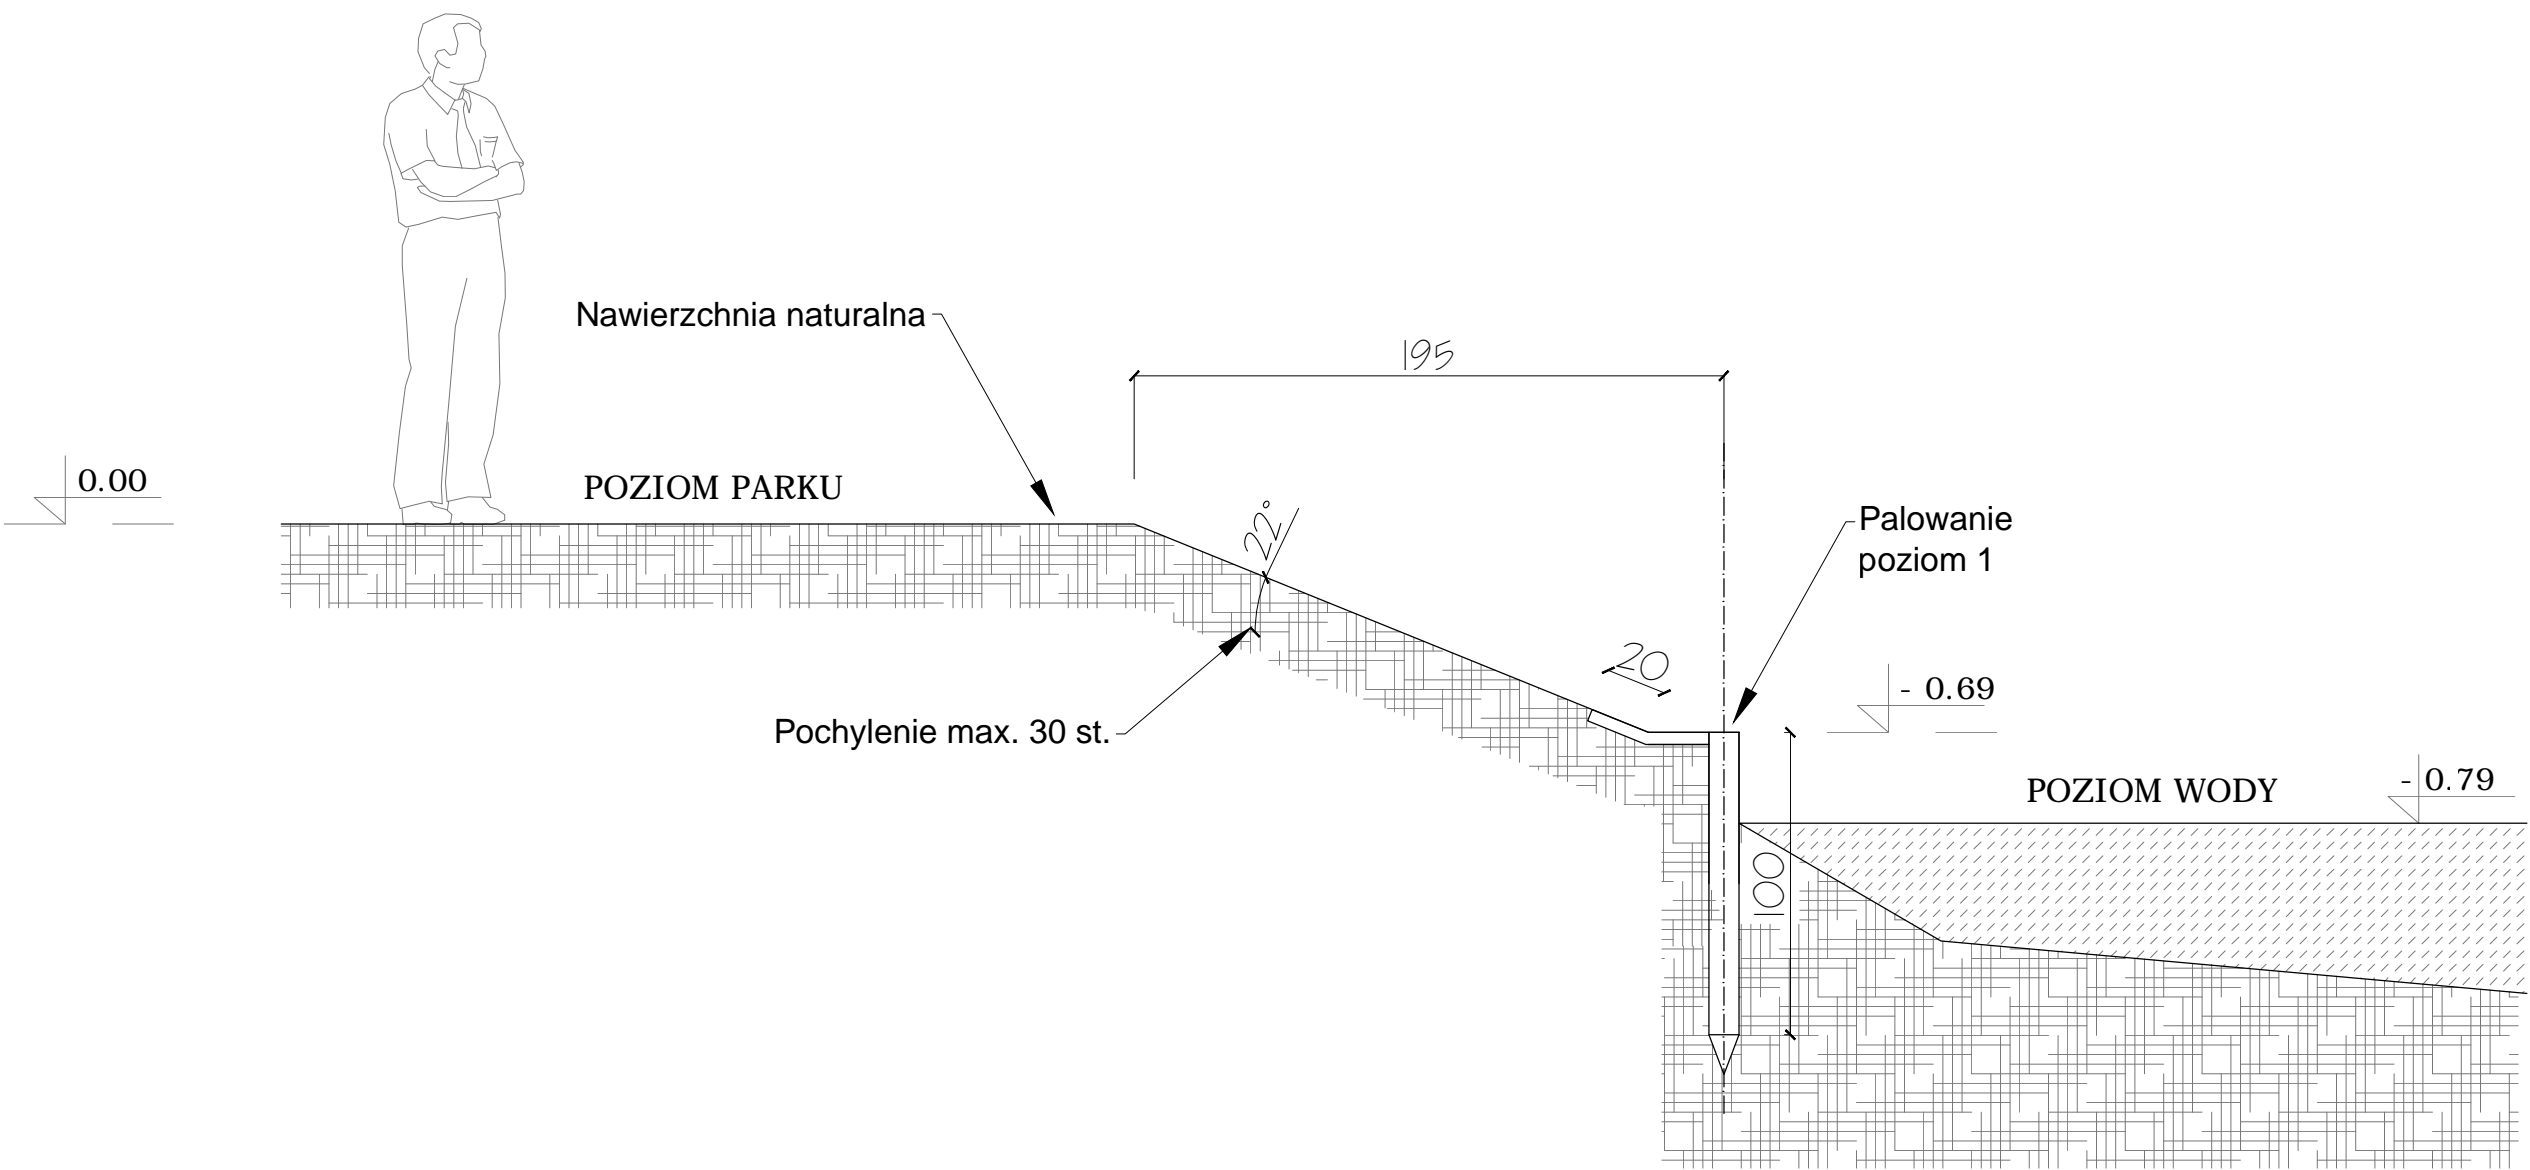 Nawierzchnia naturalna
195
0.00
POZIOM PARKU
22°
Palowanie
poziom 1
20
- 0.69
Pochylenie max. 30 st.
POZIOM WODY
- 0.79
100